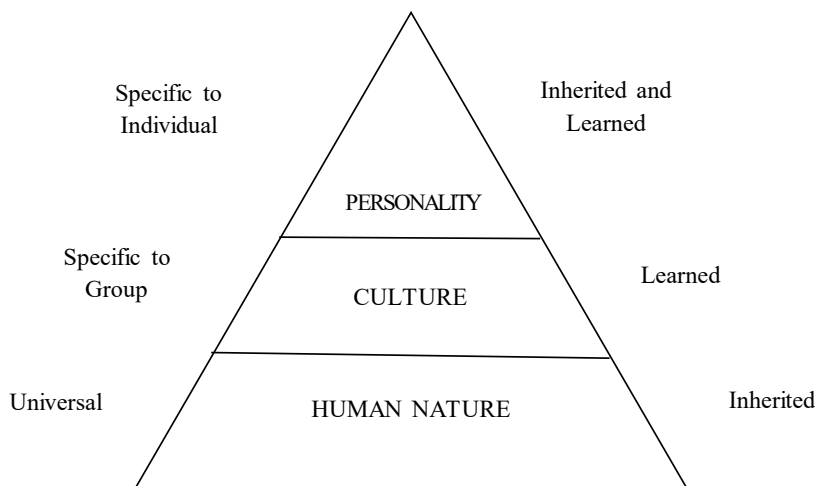 Specific to
Individual
Inherited and
Learned
PERSONALITY
Specific to
Group
Learned
CULTURE
Universal
HUMAN NATURE
Inherited